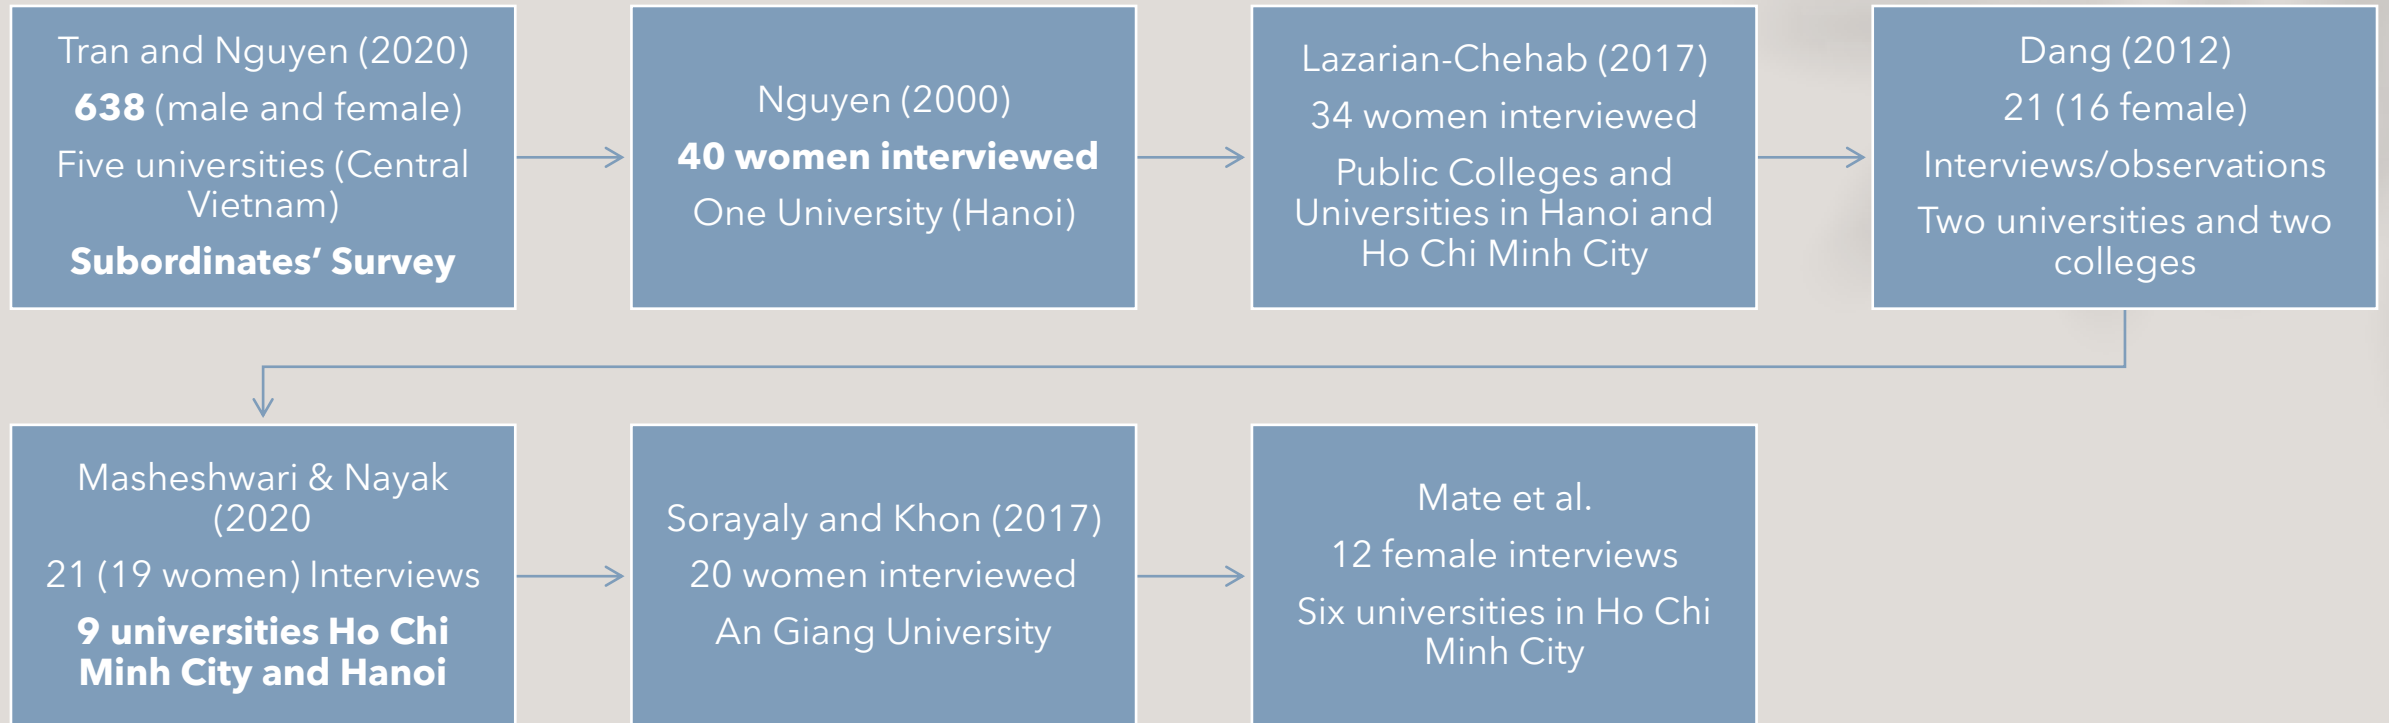 Tran and Nguyen (2020)
638 (male and female)
Five universities (Central
Vietnam)
Subordinates’ Survey
Nguyen (2000)
40 women interviewed
One University (Hanoi)
Lazarian-Chehab (2017)
34 women interviewed
Public Colleges and
Universities in Hanoi and
Ho Chi Minh City
Dang (2012)
21 (16 female)
Interviews/observations
Two universities and two
colleges
Masheshwari & Nayak
(2020
21 (19 women) Interviews
9 universities Ho Chi
Minh City and Hanoi
Sorayaly and Khon (2017)
20 women interviewed
An Giang University
Mate et al.
12 female interviews
Six universities in Ho Chi
Minh City